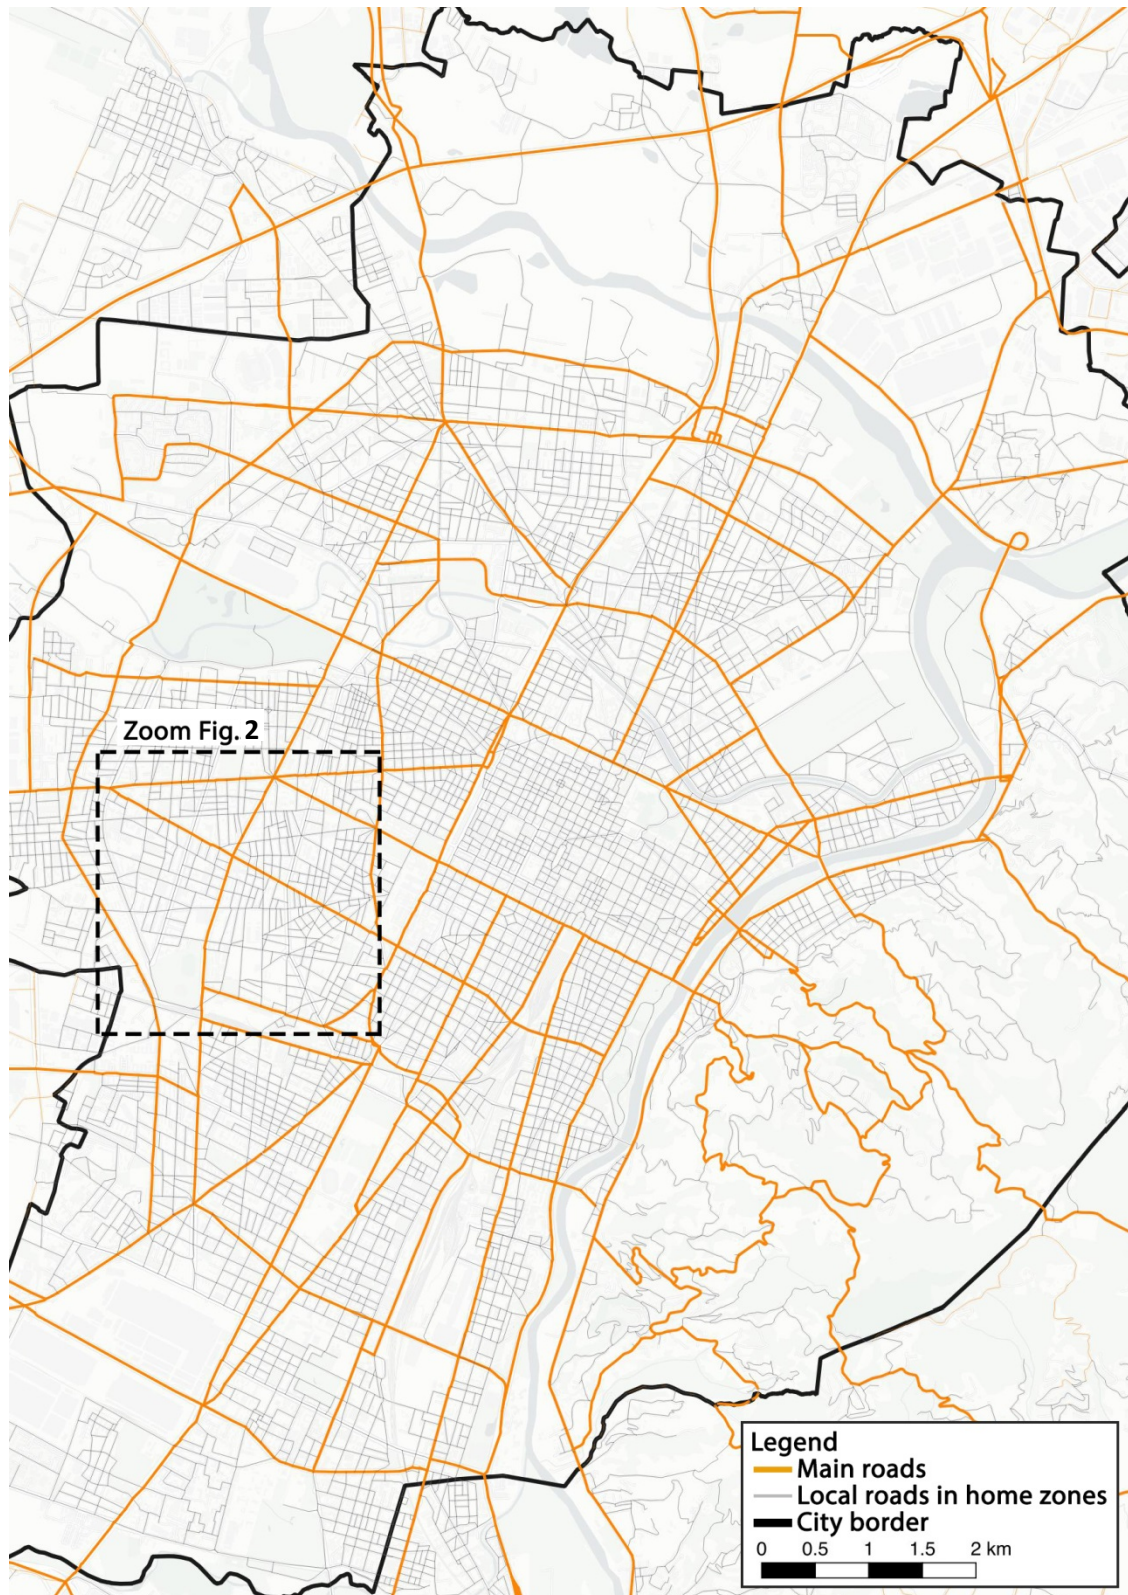 Zoom Fig. 2
Legend
Main roads
Local roads in home zones
City border
0 0.5 1 1.5 2 km